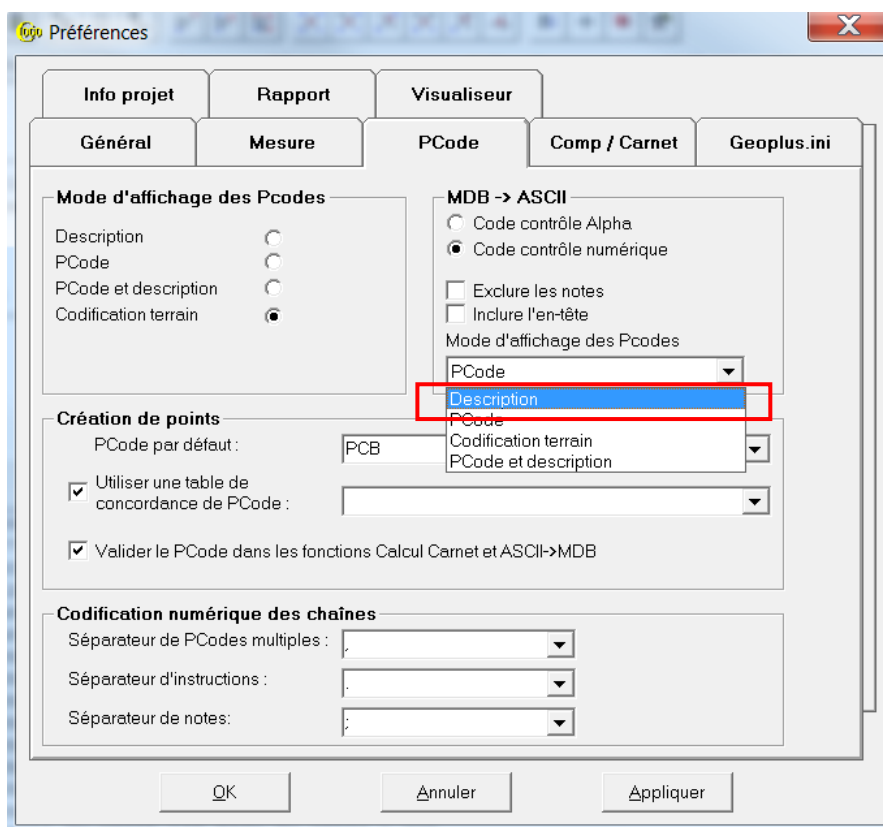 Préférences
Info projet Rapport Visualiseur
Général Mesure PCode Comp / Carnet Geoplus.ini
Mode d'affichage des Pcodes
Description
PCode
PCode et description
Codification terrain
MDB -> ASCII
Code contrôle Alpha
Code contrôle numérique
Exclure les notes
Inclure l'en-tête
Mode d'affichage des Pcodes
PCode
Description
PCode
Codification terrain
PCode et description
Création de points
PCode par défaut : PCB
Utiliser une table de
concordance de PCode :
Valider le PCode dans les fonctions Calcul Carnet et ASCII->MDB
Codification numérique des chaînes
Séparateur de PCodes multiples : ,
Séparateur d'instructions : .
Séparateur de notes: ;
OK Annuler Appliquer